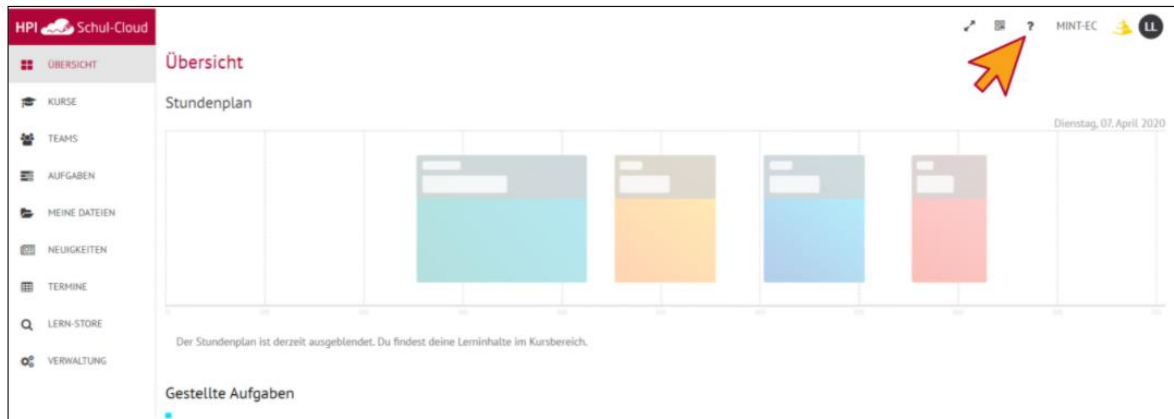 HPI Schul-Cloud
? MINT-EC LL
ÜBERSICHT
KURSE
TEAMS
AUFGABEN
MEINE DATEIEN
NEUIGKEITEN
TERMINE
LERN-STORE
VERWALTUNG
Übersicht
Stundenplan
Dienstag, 07. April 2020
Der Stundenplan ist derzeit ausgeblendet. Du findest deine Lerninhalte im Kursbereich.
Gestellte Aufgaben